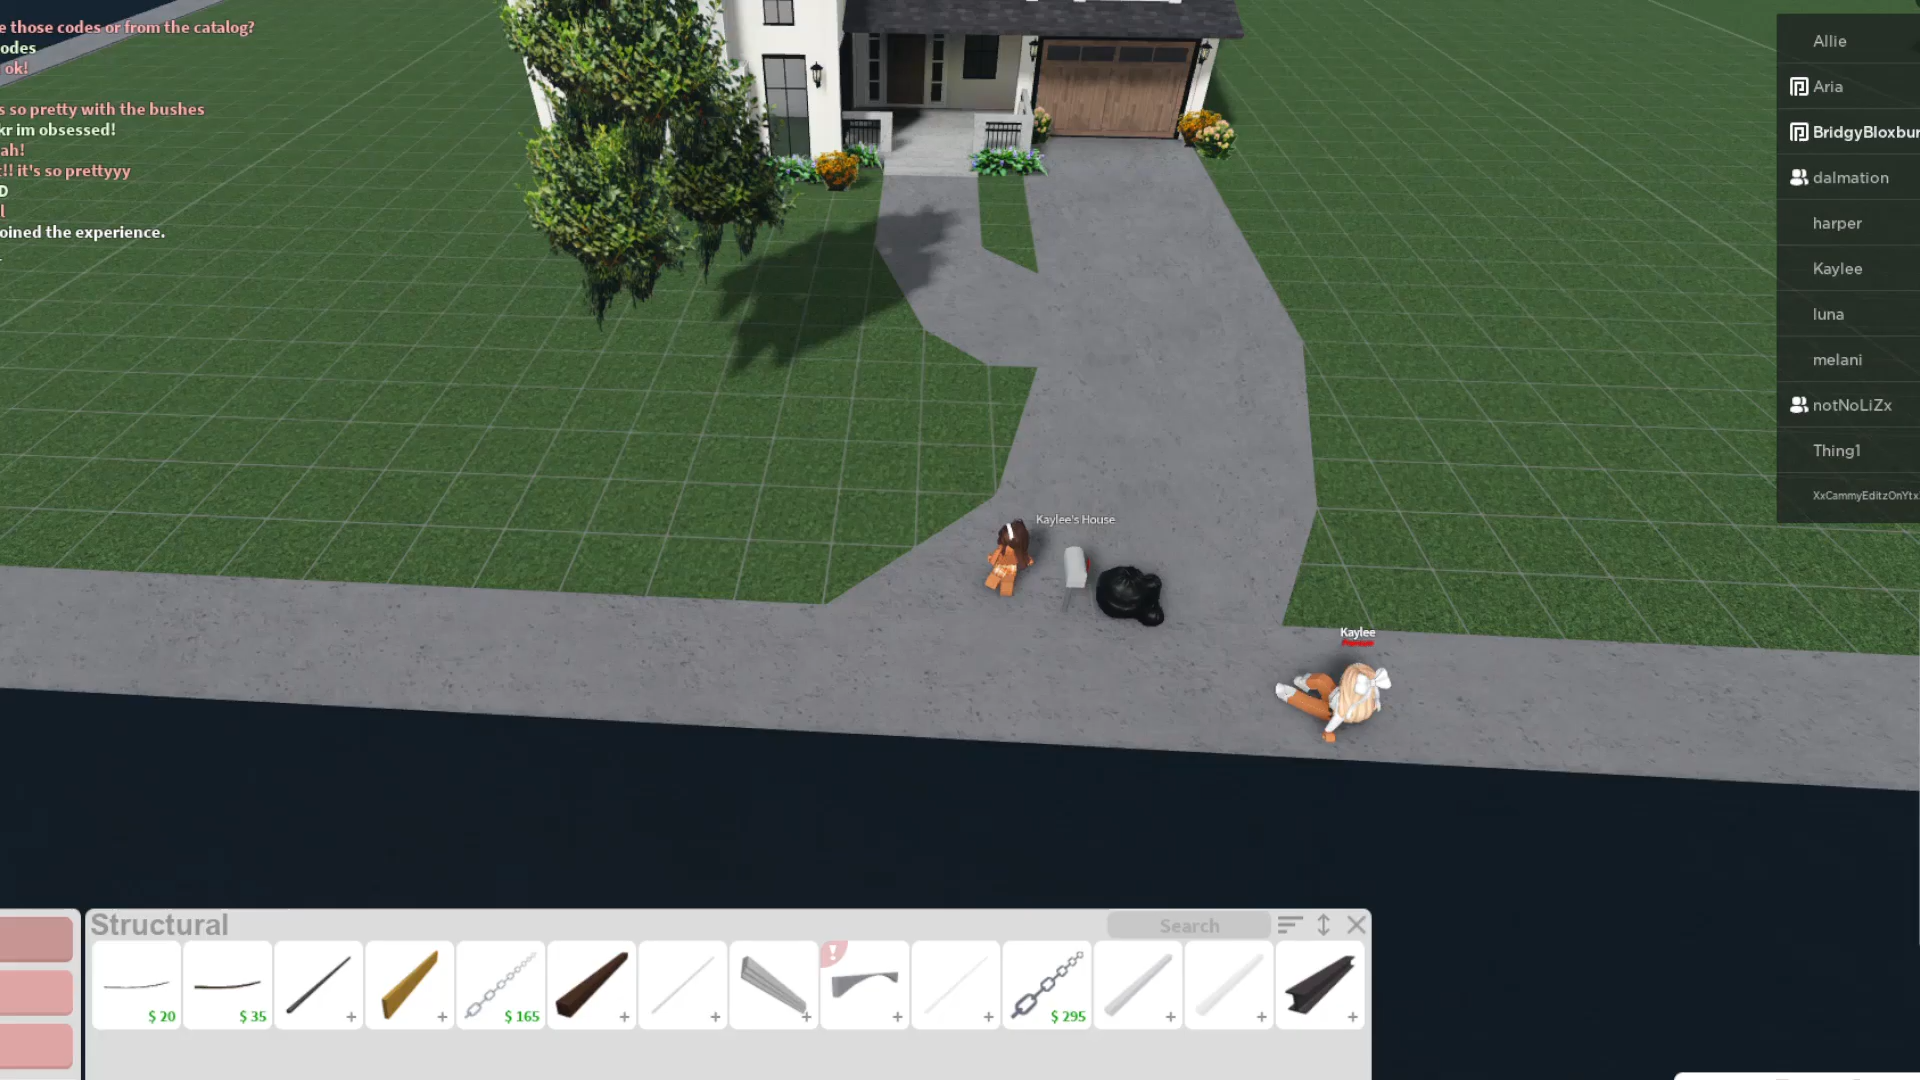 e those codes or from the catalog?
odes
ok!
s so pretty with the bushes
kr im obsessed!
ah!
:!! it's so prettyyy
D
l
oined the experience.
Allie
Aria
BridgyBloxbur
dalmation
harper
Kaylee
luna
melani
notNoLiZx
Thing1
XxCammyEditzOnYtx
Kaylee's House
Kaylee
Structural
Search
$ 20
$ 35
$ 165
$ 295